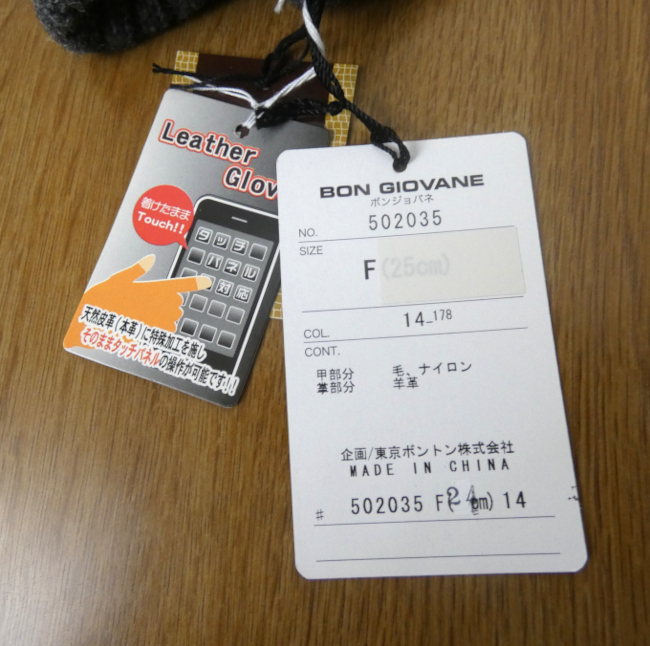 Leather
Glov
着けたまま
Touch!!
タッチ
パネル
対応
天然皮革(本革)に特殊加工を施し
そのままタッチパネルの操作が可能です!!
BON GIOVANE
ボンジョバネ
NO. 502035
SIZE
F (25cm)
COL. 14-178
CONT.
甲部分 毛、ナイロン
掌部分 羊革
企画/東京ボントン株式会社
MADE IN CHINA
# 502035 F(24cm) 14